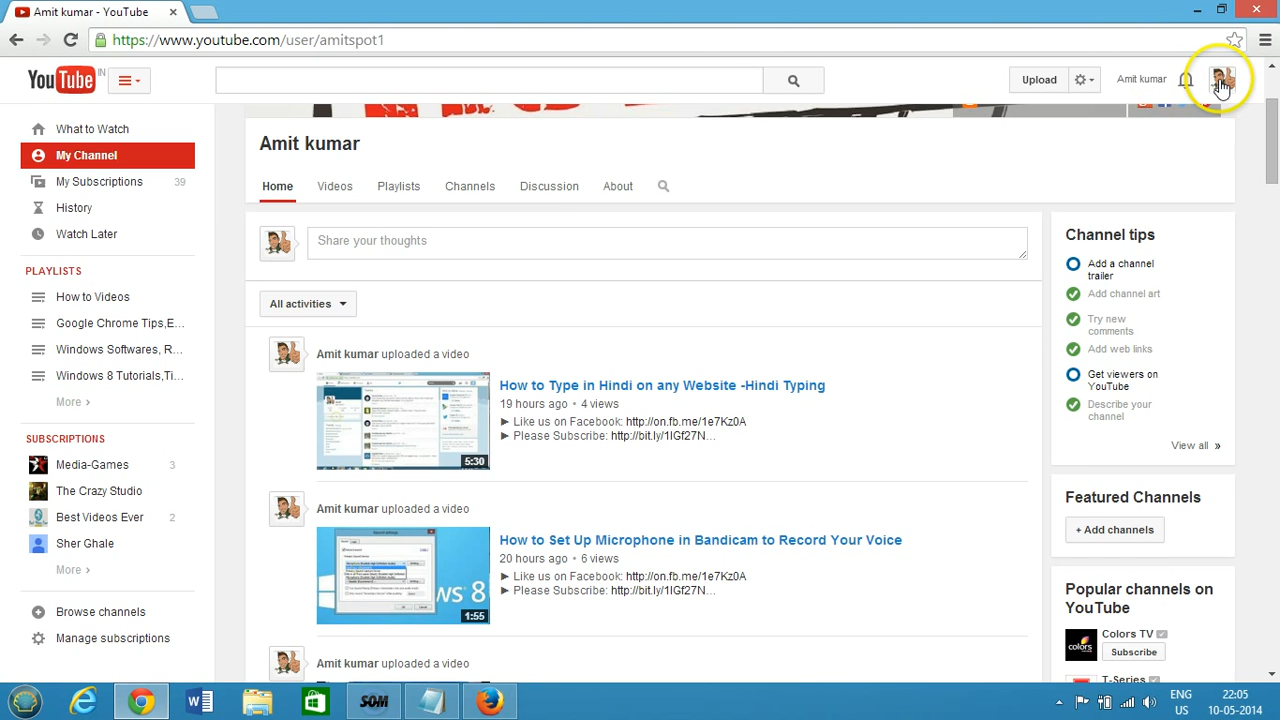 Amit kumar - YouTube
https://www.youtube.com/user/amitspot1
YouTube IN
Upload
Amit kumar
What to Watch
My Channel
My Subscriptions 39
History
Watch Later
PLAYLISTS
How to Videos
Google Chrome Tips,E...
Windows Softwares, R...
Windows 8 Tutorials,Ti...
More >
SUBSCRIPTIONS
Media-Games 3
The Crazy Studio
Best Videos Ever 2
Sher Ghale
More >
Browse channels
Manage subscriptions
Amit kumar
Home Videos Playlists Channels Discussion About
Share your thoughts
All activities
Amit kumar uploaded a video
How to Type in Hindi on any Website -Hindi Typing
19 hours ago • 4 views
► Like us on Facebook: http://on.fb.me/1e7Kz0A
► Please Subscribe: http://bit.ly/1lGf27N...
5:30
Amit kumar uploaded a video
How to Set Up Microphone in Bandicam to Record Your Voice
20 hours ago • 6 views
► Like us on Facebook: http://on.fb.me/1e7Kz0A
► Please Subscribe: http://bit.ly/1lGf27N...
ws 8
1:55
Amit kumar uploaded a video
Channel tips
Add a channel
trailer
Add channel art
Try new
comments
Add web links
Get viewers on
YouTube
Describe your
channel
View all »
Featured Channels
+ Add channels
Popular channels on
YouTube
colors
Colors TV
Subscribe
T-Series
SOM
ENG
US
22:05
10-05-2014